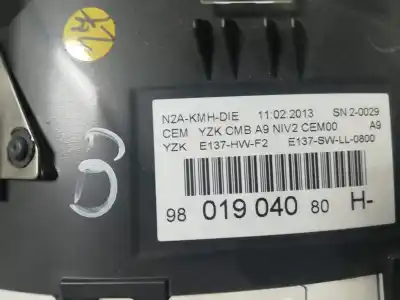 N2A-KMH-DIE 11.02.2013 SN 2-0029
CEM YZK CMB A9 NIV2 CEM00 A9
YZK E137-HW-F2 E137-SW-LL-0800
98 019 040 80 H-